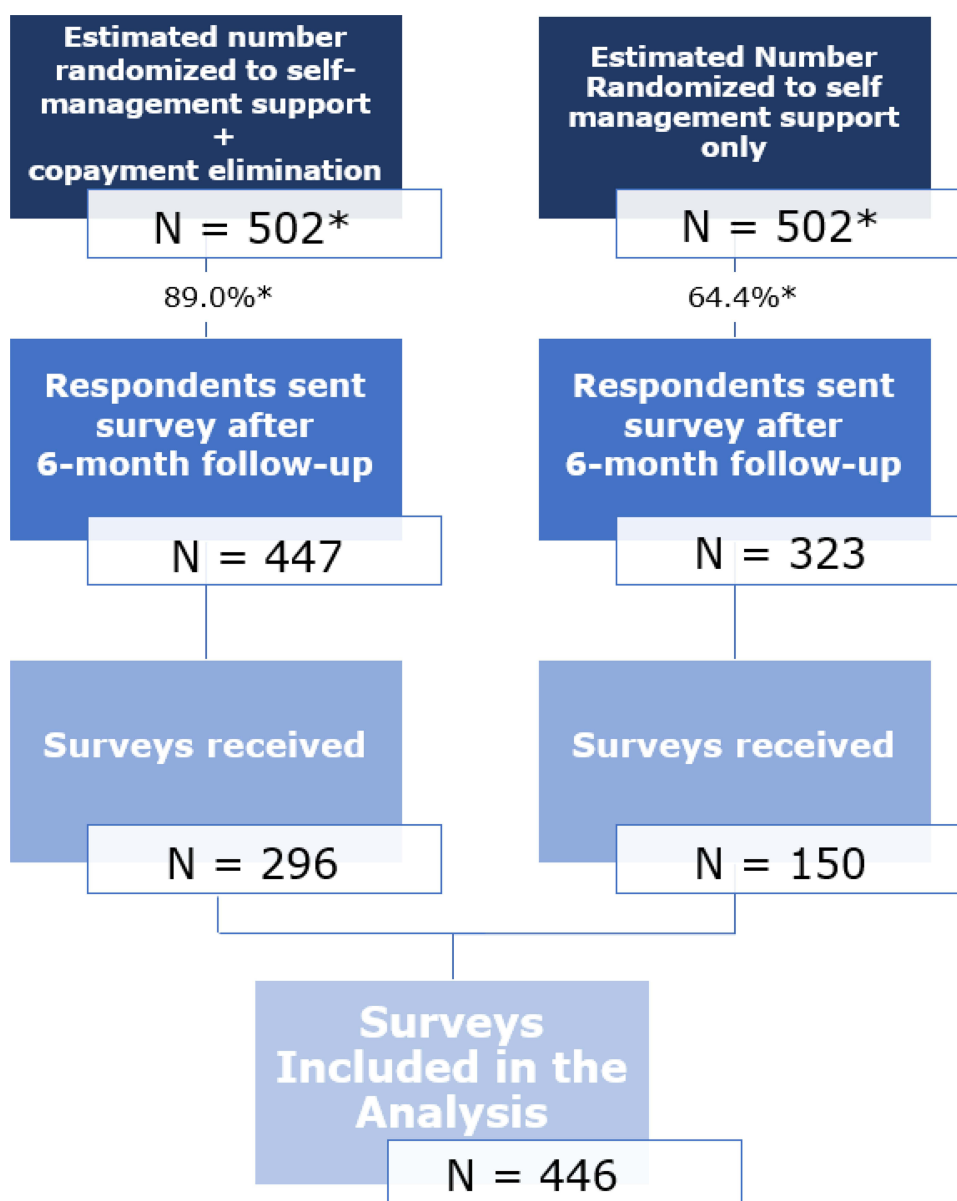 Estimated number
randomized to self-
management support
+
copayment elimination
N = 502*
89.0%*
Respondents sent
survey after
6-month follow-up
N = 447
Surveys received
N = 296
Estimated Number
Randomized to self
management support
only
N = 502*
64.4%*
Respondents sent
survey after
6-month follow-up
N = 323
Surveys received
N = 150
Surveys
Included in the
Analysis
N = 446